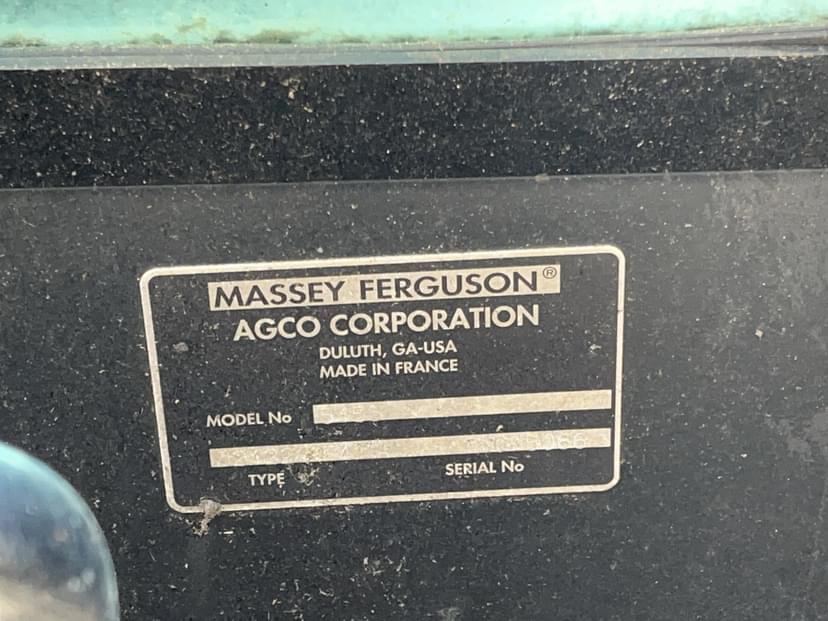 MASSEY FERGUSON®
AGCO CORPORATION
DULUTH, GA-USA
MADE IN FRANCE
MODEL No
TYPE SERIAL No